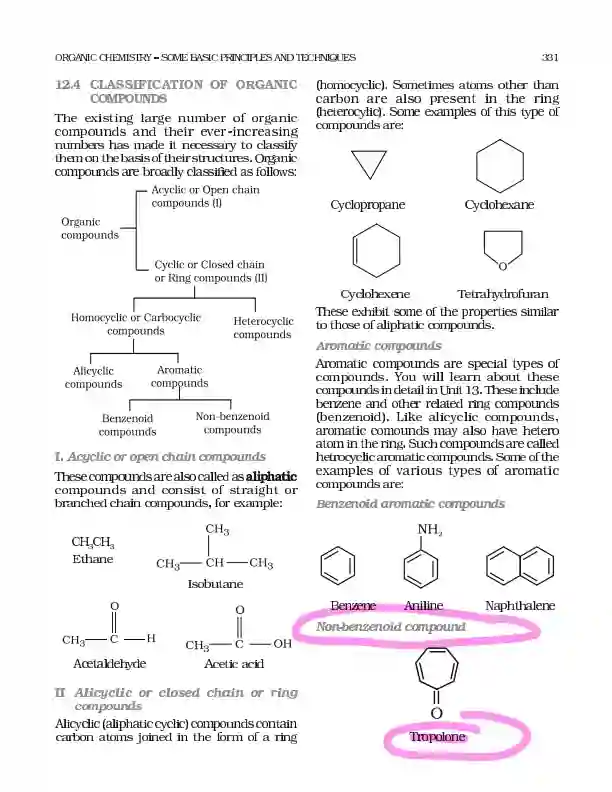 ORGANIC CHEMISTRY – SOME BASIC PRINCIPLES AND TECHNIQUES 331
12.4 CLASSIFICATION OF ORGANIC
COMPOUNDS
The existing large number of organic
compounds and their ever-increasing
numbers has made it necessary to classify
them on the basis of their structures. Organic
compounds are broadly classified as follows:
Acyclic or Open chain
compounds (I)
Organic
compounds
Cyclic or Closed chain
or Ring compounds (II)
Homocyclic or Carbocyclic
compounds
Heterocyclic
compounds
Alicyclic
compounds
Aromatic
compounds
Benzenoid
compounds
Non-benzenoid
compounds
I. Acyclic or open chain compounds
These compounds are also called as aliphatic
compounds and consist of straight or
branched chain compounds, for example:
CH₃CH₃
Ethane
CH₃
CH₃ CH CH₃
Isobutane
O
CH₃ C H
Acetaldehyde
O
CH₃ C OH
Acetic acid
II Alicyclic or closed chain or ring
compounds
Alicyclic (aliphatic cyclic) compounds contain
carbon atoms joined in the form of a ring
(homocyclic). Sometimes atoms other than
carbon are also present in the ring
(heterocylic). Some examples of this type of
compounds are:
Cyclopropane Cyclohexane
O
Cyclohexene Tetrahydrofuran
These exhibit some of the properties similar
to those of aliphatic compounds.
Aromatic compounds
Aromatic compounds are special types of
compounds. You will learn about these
compounds in detail in Unit 13. These include
benzene and other related ring compounds
(benzenoid). Like alicyclic compounds,
aromatic comounds may also have hetero
atom in the ring. Such compounds are called
hetrocyclic aromatic compounds. Some of the
examples of various types of aromatic
compounds are:
Benzenoid aromatic compounds
NH₂
Benzene Aniline Naphthalene
Non-benzenoid compound
O
Tropolone